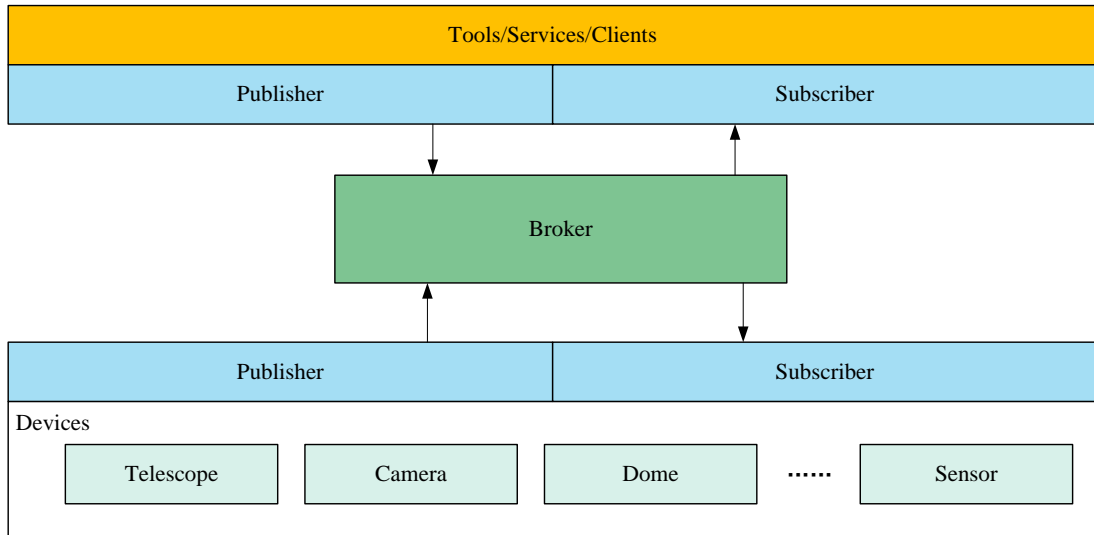 Tools/Services/Clients
Publisher
Subscriber
Broker
Publisher
Subscriber
Devices
Telescope
Camera
Dome
......
Sensor